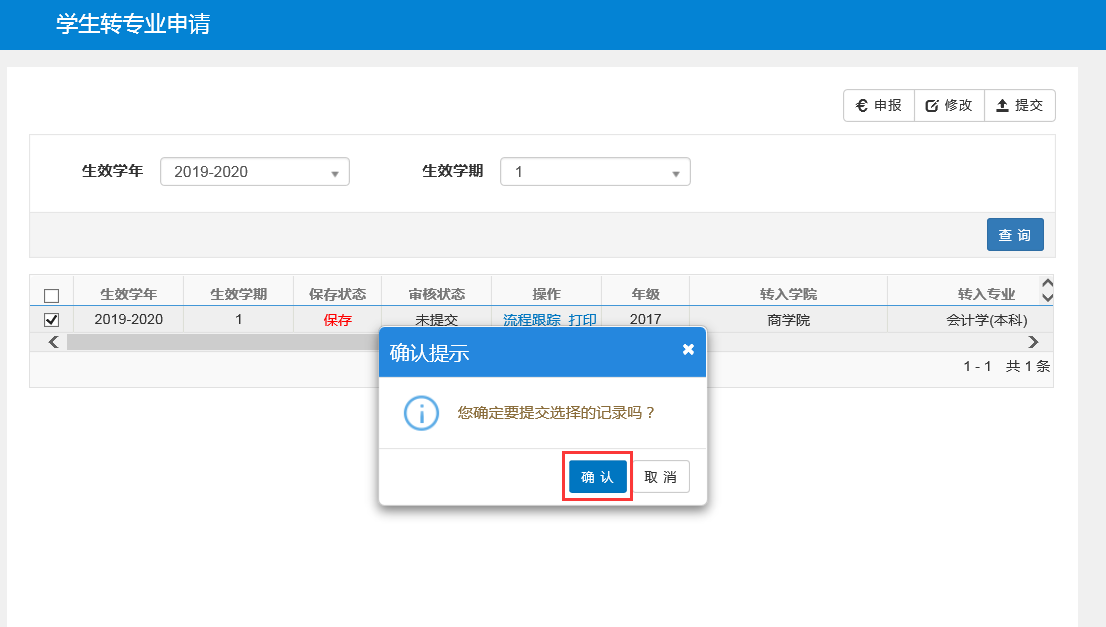 学生转专业申请
申报 修改 提交
生效学年 2019-2020 生效学期 1
查 询
生效学年 生效学期 保存状态 审核状态 操作 年级 转入学院 转入专业
2019-2020 1 保存 未提交 流程跟踪 打印 2017 商学院 会计学(本科)
1 - 1 共 1 条
确认提示
您确定要提交选择的记录吗？
确 认 取 消